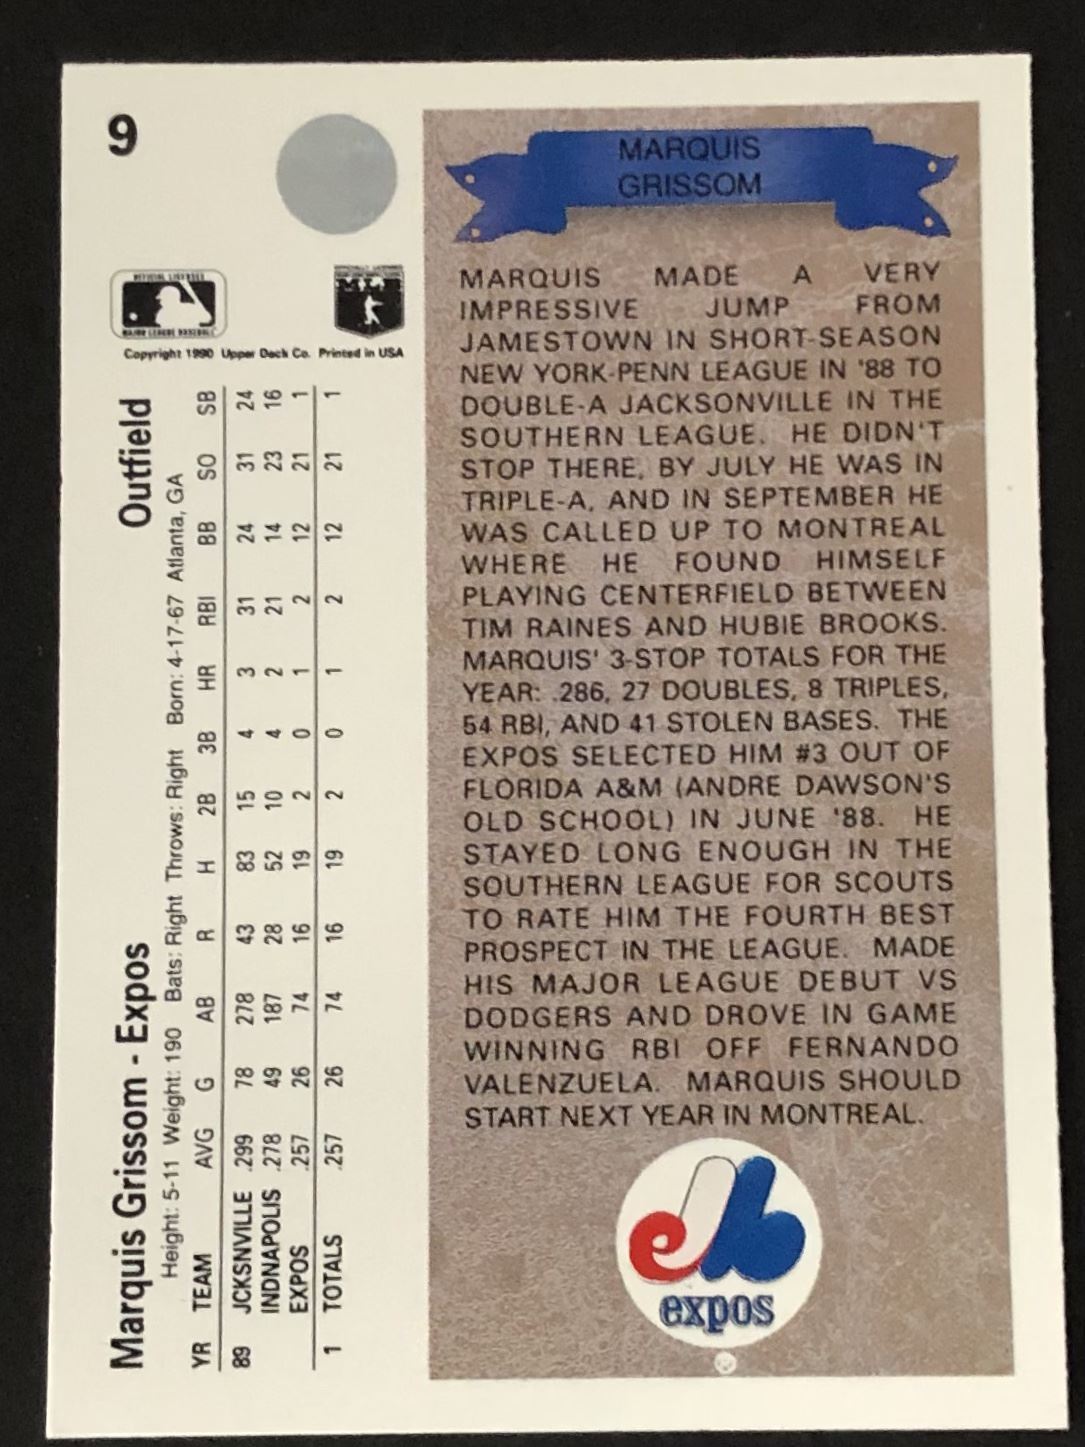 9
OFFICIAL LICENSEE
MAJOR LEAGUE BASEBALL
Copyright 1990 Upper Deck Co. Printed in USA
Marquis Grissom - Expos Outfield
Height: 5-11 Weight: 190 Bats: Right Throws: Right Born: 4-17-67 Atlanta, GA
YR TEAM AVG G AB R H 2B 3B HR RBI BB SO SB
89 JCKSNVILLE .299 78 278 43 83 15 4 3 31 24 31 24
INDNAPOLIS .278 49 187 28 52 10 4 2 21 14 23 16
EXPOS .257 26 74 16 19 2 0 1 2 12 21 1
1 TOTALS .257 26 74 16 19 2 0 1 2 12 21 1
MARQUIS
GRISSOM
MARQUIS MADE A VERY
IMPRESSIVE JUMP FROM
JAMESTOWN IN SHORT-SEASON
NEW YORK-PENN LEAGUE IN '88 TO
DOUBLE-A JACKSONVILLE IN THE
SOUTHERN LEAGUE. HE DIDN'T
STOP THERE, BY JULY HE WAS IN
TRIPLE-A, AND IN SEPTEMBER HE
WAS CALLED UP TO MONTREAL
WHERE HE FOUND HIMSELF
PLAYING CENTERFIELD BETWEEN
TIM RAINES AND HUBIE BROOKS.
MARQUIS' 3-STOP TOTALS FOR THE
YEAR: .286, 27 DOUBLES, 8 TRIPLES,
54 RBI, AND 41 STOLEN BASES. THE
EXPOS SELECTED HIM #3 OUT OF
FLORIDA A&M (ANDRE DAWSON'S
OLD SCHOOL) IN JUNE '88. HE
STAYED LONG ENOUGH IN THE
SOUTHERN LEAGUE FOR SCOUTS
TO RATE HIM THE FOURTH BEST
PROSPECT IN THE LEAGUE. MADE
HIS MAJOR LEAGUE DEBUT VS
DODGERS AND DROVE IN GAME
WINNING RBI OFF FERNANDO
VALENZUELA. MARQUIS SHOULD
START NEXT YEAR IN MONTREAL.
expos